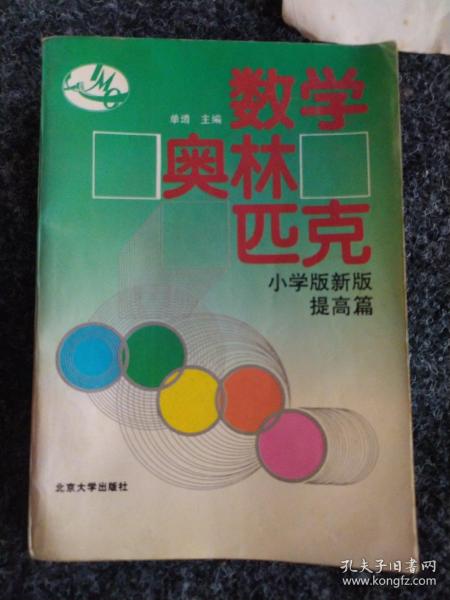 数学
单墫 主编
奥林
匹克
小学版新版
提高篇
北京大学出版社
孔夫子旧书网
www.kongfz.com